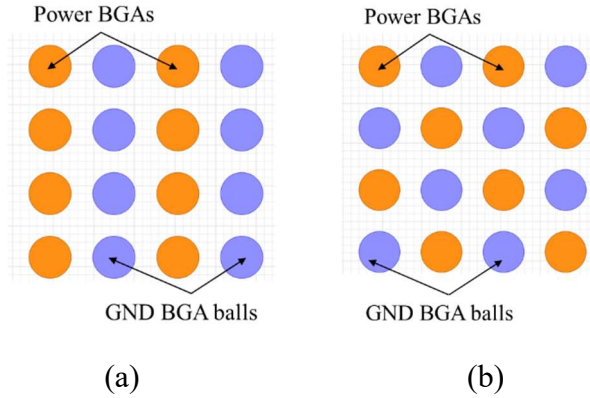 Power BGAs
Power BGAs
GND BGA balls
GND BGA balls
(a)
(b)